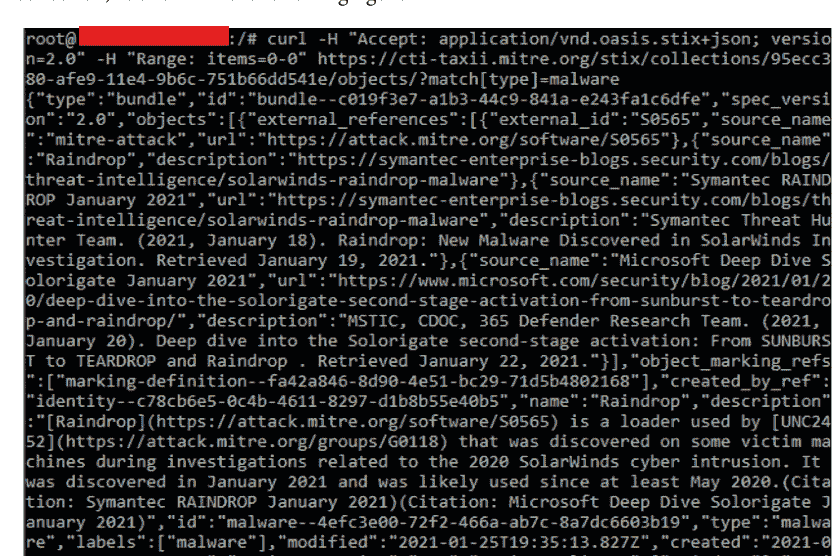 root@ :/# curl -H "Accept: application/vnd.oasis.stix+json; versio
n=2.0" -H "Range: items=0-0" https://cti-taxii.mitre.org/stix/collections/95ecc3
80-afe9-11e4-9b6c-751b66dd541e/objects/?match[type]=malware
{"type":"bundle","id":"bundle--c019f3e7-a1b3-44c9-841a-e243fa1c6dfe","spec_versi
on":"2.0","objects":[{"external_references":[{"external_id":"S0565","source_name
":"mitre-attack","url":"https://attack.mitre.org/software/S0565"},{"source_name"
:"Raindrop","description":"https://symantec-enterprise-blogs.security.com/blogs/
threat-intelligence/solarwinds-raindrop-malware"},{"source_name":"Symantec RAIND
ROP January 2021","url":"https://symantec-enterprise-blogs.security.com/blogs/th
reat-intelligence/solarwinds-raindrop-malware","description":"Symantec Threat Hu
nter Team. (2021, January 18). Raindrop: New Malware Discovered in SolarWinds In
vestigation. Retrieved January 19, 2021."},{"source_name":"Microsoft Deep Dive S
olorigate January 2021","url":"https://www.microsoft.com/security/blog/2021/01/2
0/deep-dive-into-the-solorigate-second-stage-activation-from-sunburst-to-teardro
p-and-raindrop/","description":"MSTIC, CDOC, 365 Defender Research Team. (2021,
January 20). Deep dive into the Solorigate second-stage activation: From SUNBURS
T to TEARDROP and Raindrop . Retrieved January 22, 2021."}],"object_marking_refs
":["marking-definition--fa42a846-8d90-4e51-bc29-71d5b4802168"],"created_by_ref":
"identity--c78cb6e5-0c4b-4611-8297-d1b8b55e40b5","name":"Raindrop","description"
:"[Raindrop](https://attack.mitre.org/software/S0565) is a loader used by [UNC24
52](https://attack.mitre.org/groups/G0118) that was discovered on some victim ma
chines during investigations related to the 2020 SolarWinds cyber intrusion. It
was discovered in January 2021 and was likely used since at least May 2020.(Cita
tion: Symantec RAINDROP January 2021)(Citation: Microsoft Deep Dive Solorigate J
anuary 2021)","id":"malware--4efc3e00-72f2-466a-ab7c-8a7dc6603b19","type":"malwa
re","labels":["malware"],"modified":"2021-01-25T19:35:13.827Z","created":"2021-0